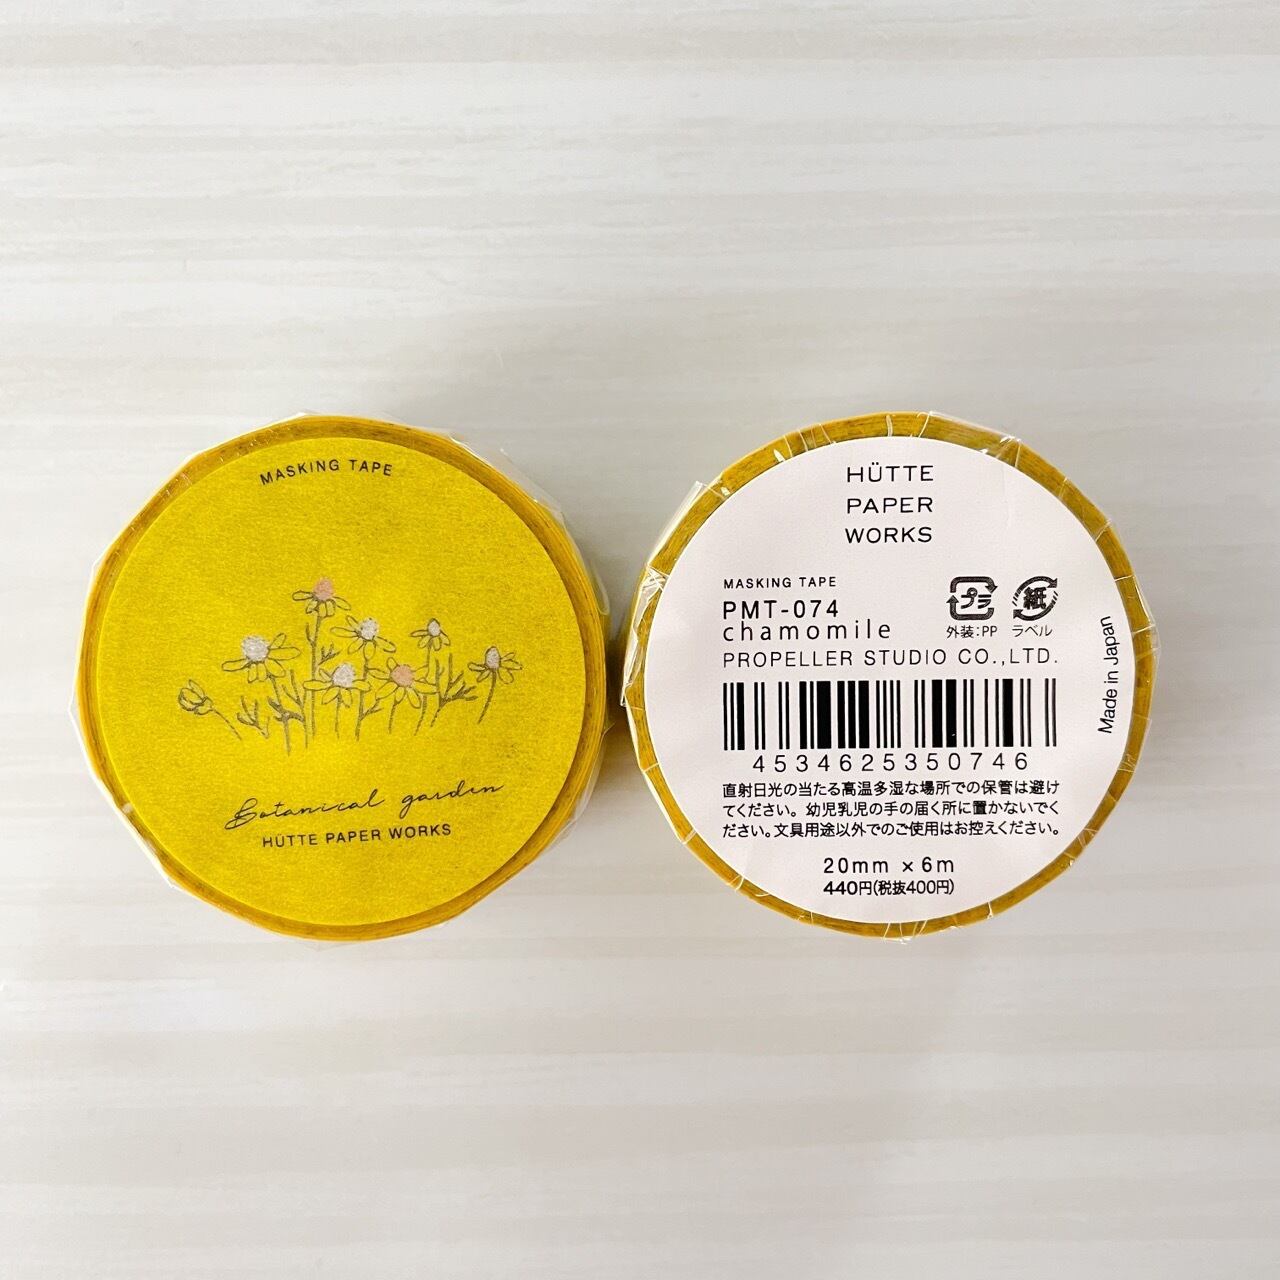 MASKING TAPE
Botanical garden
HÜTTE PAPER WORKS
HÜTTE
PAPER
WORKS
MASKING TAPE
PMT-074
chamomile
プラ
紙
外装:PP ラベル
PROPELLER STUDIO CO.,LTD.
Made in Japan
4534625350746
直射日光の当たる高温多湿な場所での保管は避け
てください。幼児乳児の手の届く所に置かないでく
ださい。文具用途以外でのご使用はお控えください。
20mm × 6m
440円(税抜400円)